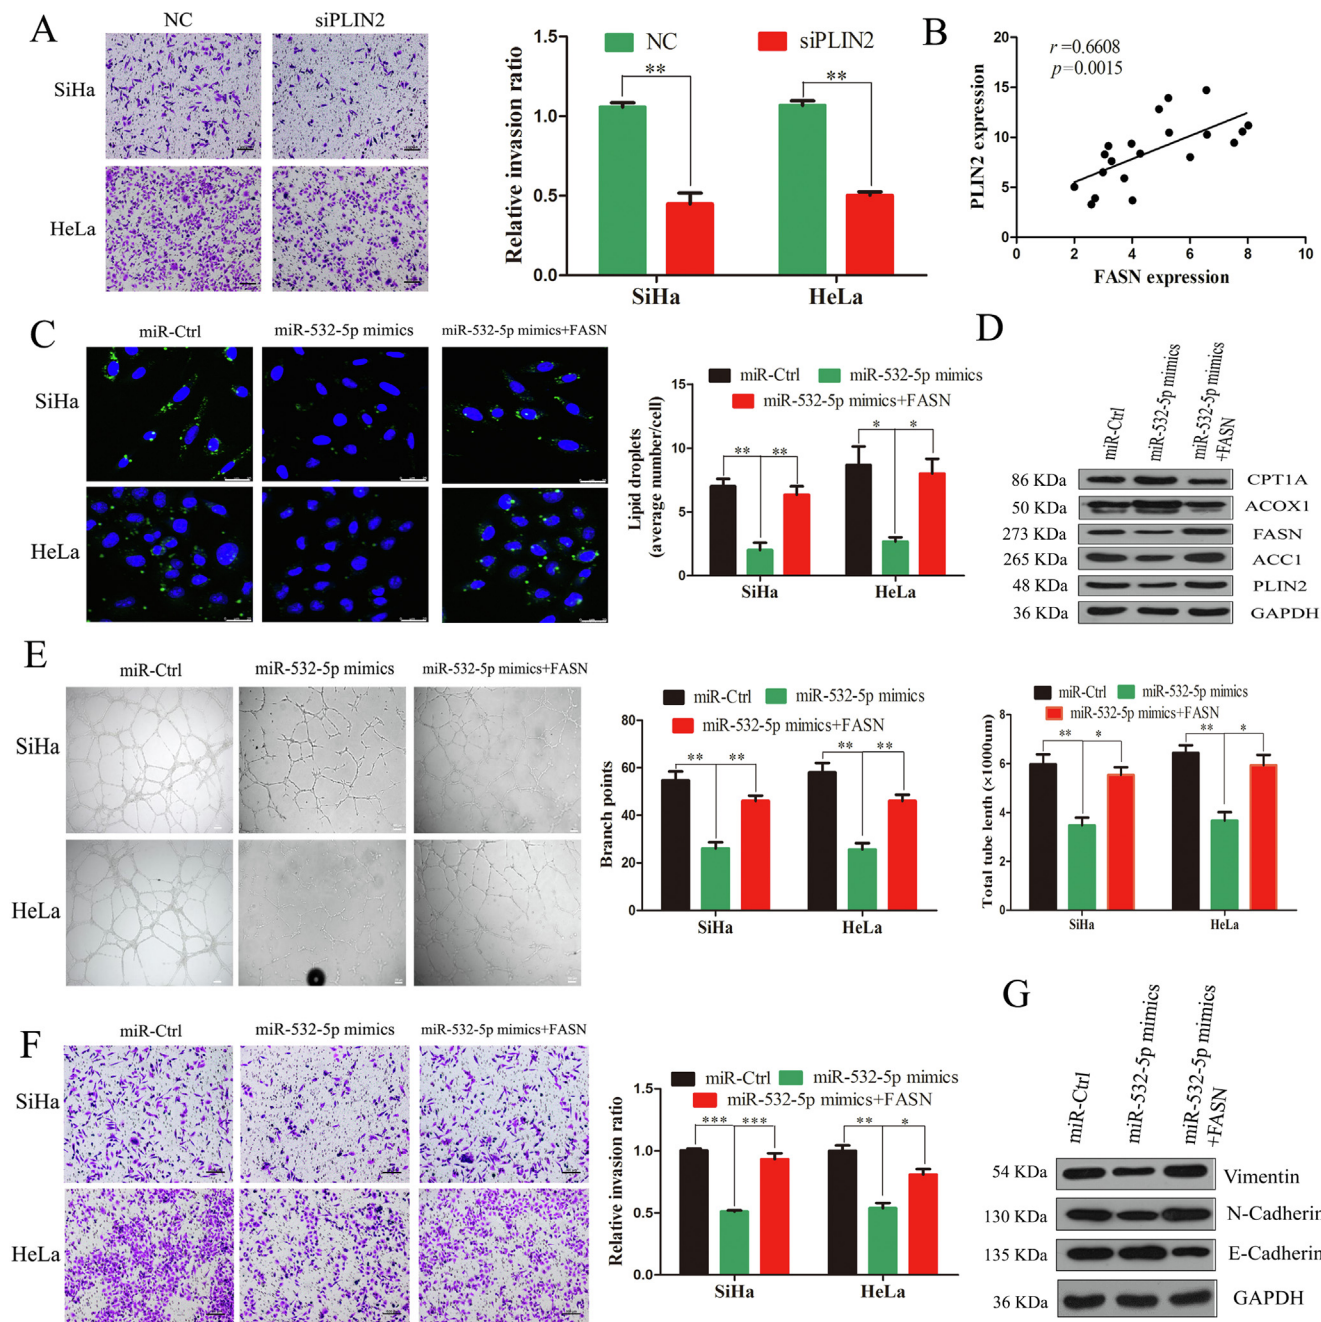 A
NC
siPLIN2
SiHa
HeLa
Relative invasion ratio
1.5
1.0
0.5
0.0
NC
siPLIN2
**
**
SiHa
HeLa
B
PLIN2 expression
20
15
10
5
0
r=0.6608
p=0.0015
0
2
4
6
8
10
FASN expression
C
miR-Ctrl
miR-532-5p mimics
miR-532-5p mimics+FASN
SiHa
HeLa
Lipid droplets
(average number/cell)
15
10
5
0
miR-Ctrl
miR-532-5p mimics
miR-532-5p mimics+FASN
**
**
*
*
SiHa
HeLa
D
miR-Ctrl
miR-532-5p mimics
miR-532-5p mimics
+FASN
86 KDa
CPT1A
50 KDa
ACOX1
273 KDa
FASN
265 KDa
ACC1
48 KDa
PLIN2
36 KDa
GAPDH
E
miR-Ctrl
miR-532-5p mimics
miR-532-5p mimics+FASN
SiHa
HeLa
Branch points
80
60
40
20
0
miR-Ctrl
miR-532-5p mimics
miR-532-5p mimics+FASN
**
**
**
**
SiHa
HeLa
Total tube lenth (×1000um)
8
6
4
2
0
miR-Ctrl
miR-532-5p mimics
miR-532-5p mimics+FASN
**
*
**
*
SiHa
HeLa
F
miR-Ctrl
miR-532-5p mimics
miR-532-5p mimics+FASN
SiHa
HeLa
Relative invasion ratio
1.5
1.0
0.5
0.0
miR-Ctrl
miR-532-5p mimics
miR-532-5p mimics+FASN
***
***
**
*
SiHa
HeLa
G
miR-Ctrl
miR-532-5p mimics
miR-532-5p mimics
+FASN
54 KDa
Vimentin
130 KDa
N-Cadherin
135 KDa
E-Cadherin
36 KDa
GAPDH